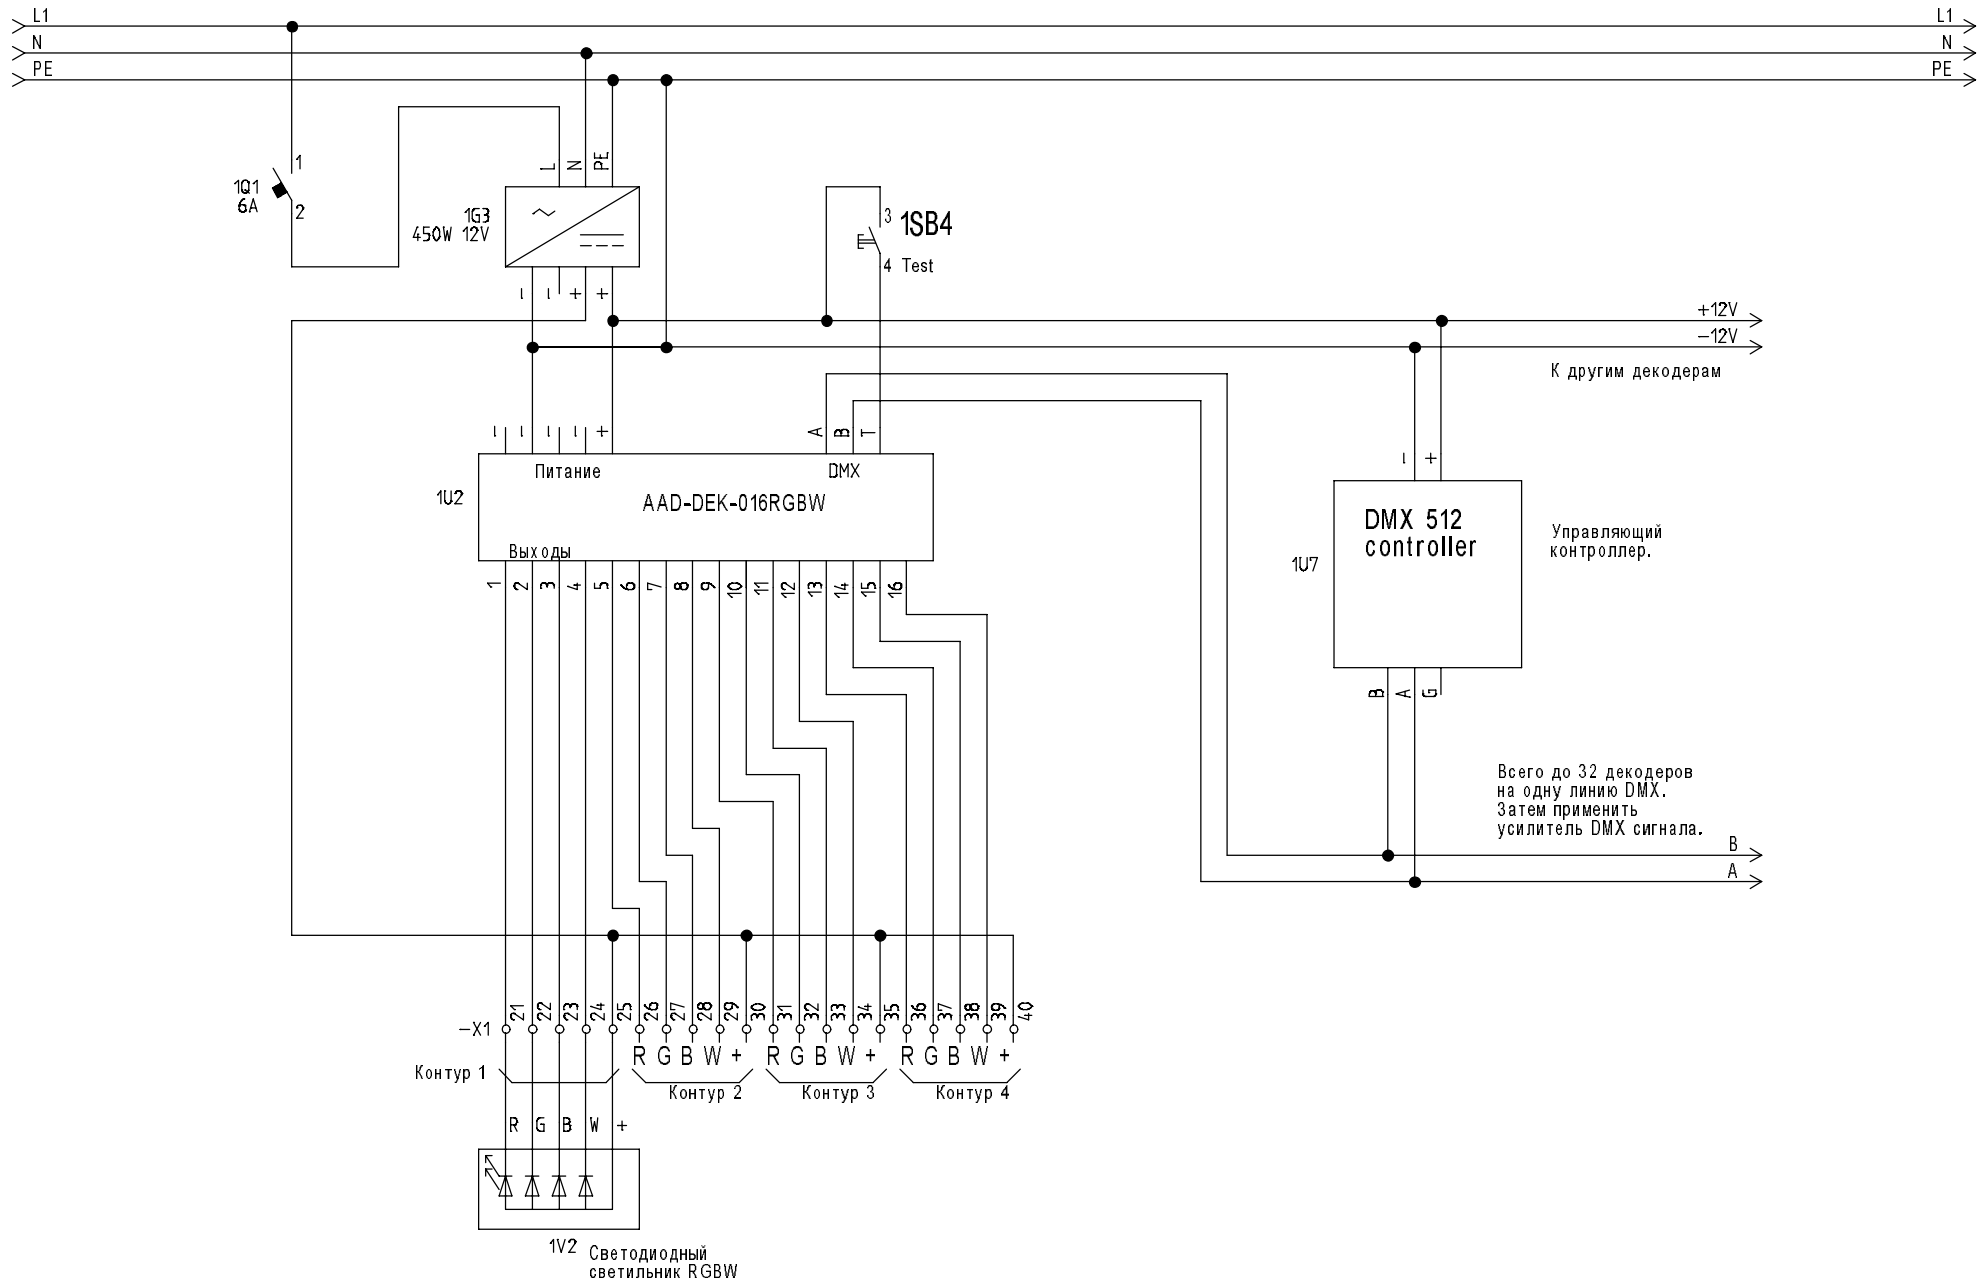 L1 L1
N N
PE PE
1
1Q1
6A
2
L N PE
1G3
450W 12V
− − + +
3
1SB4
4 Test
+12V
−12V
К другим декодерам
− − − − +
A B T
Питание DMX
1U2
AAD-DEK-016RGBW
Выходы
1 2 3 4 5 6 7 8 9 10 11 12 13 14 15 16
− +
DMX 512
controller
1U7
Управляющий
контроллер.
B A G
Всего до 32 декодеров
на одну линию DMX.
Затем применить
усилитель DMX сигнала.
B
A
21 22 23 24 25 26 27 28 29 30 31 32 33 34 35 36 37 38 39 40
−X1
R G B W + R G B W + R G B W +
Контур 1
Контур 2 Контур 3 Контур 4
R G B W +
1V2
Светодиодный
светильник RGBW